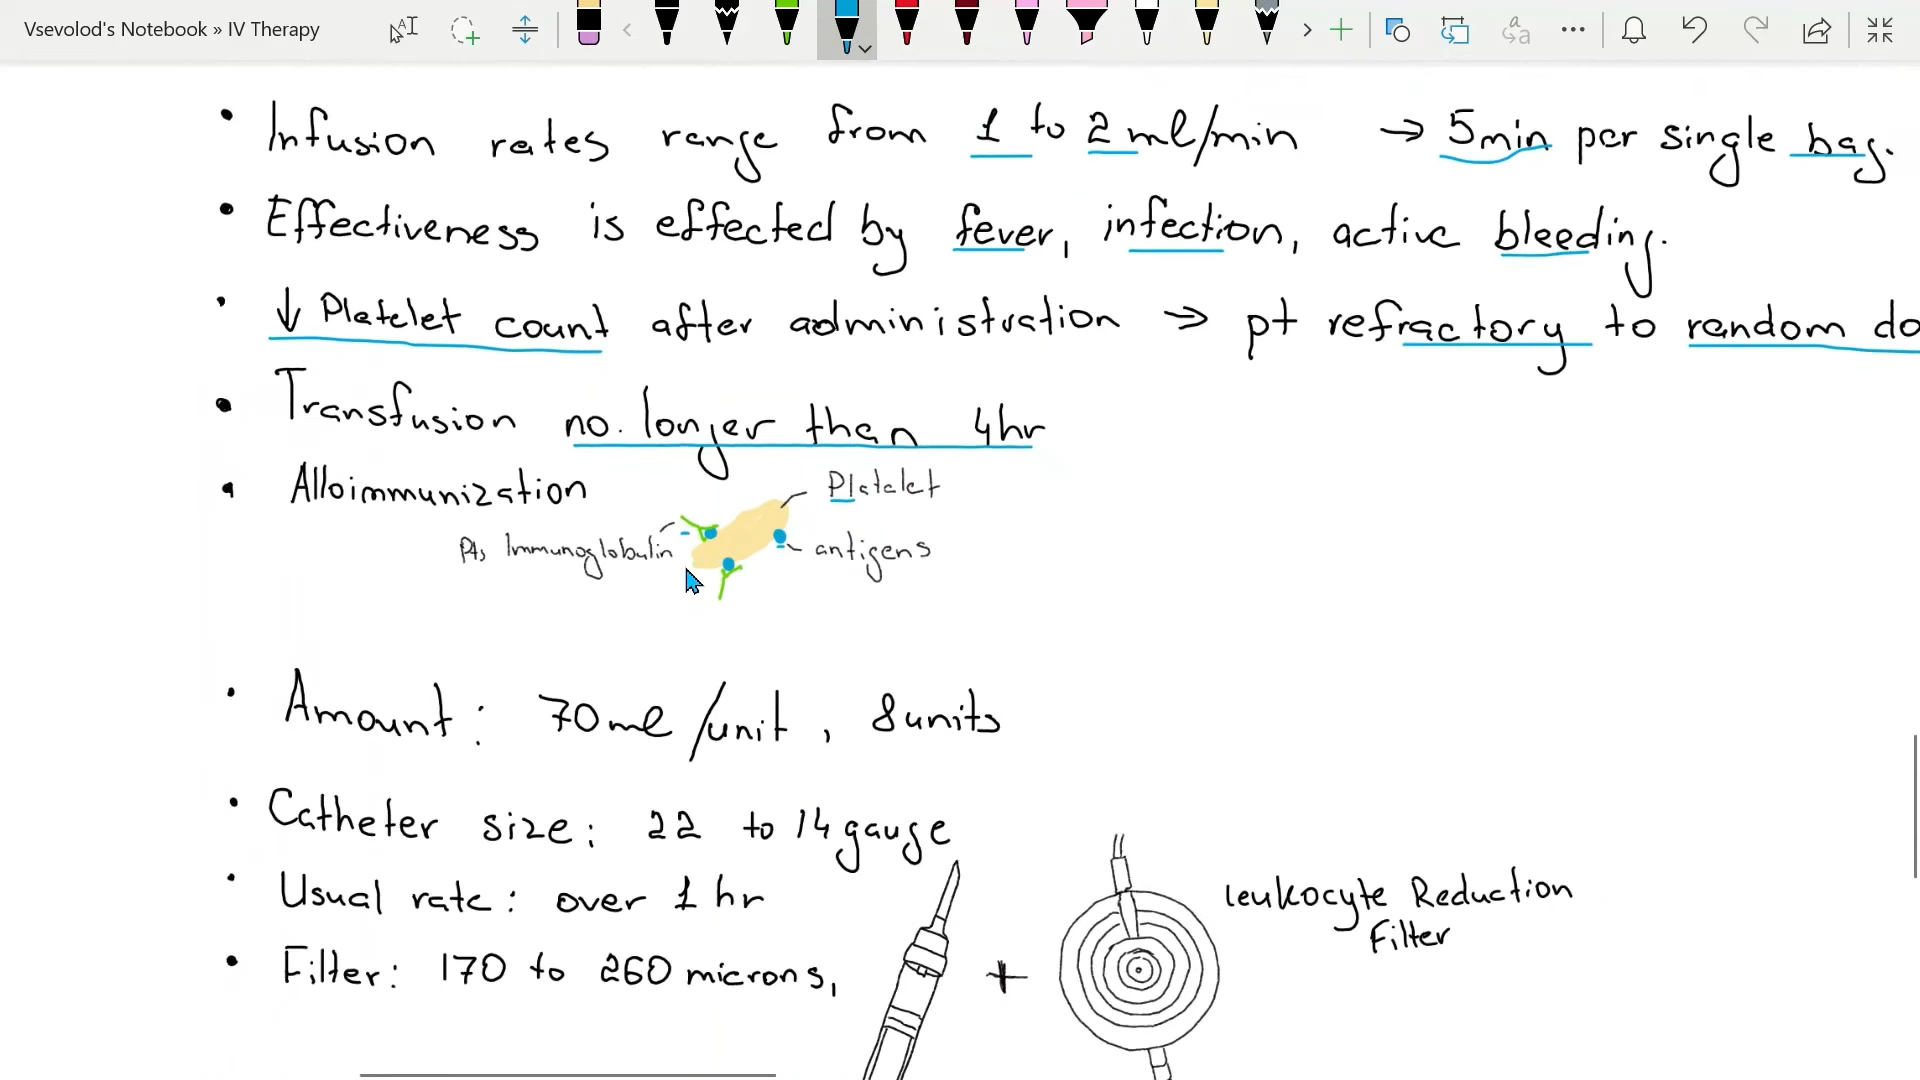 Vsevolod's Notebook » IV Therapy
• Infusion rates range from 1 to 2 ml/min → 5min per single bag.
• Effectiveness is effected by fever, infection, active bleeding.
• ↓ Platelet count after administration → pt refractory to random do
• Transfusion no longer than 4hr
• Alloimmunization
Platelet
Pts Immunoglobulin
antigens
• Amount: 70ml/unit, 8units
• Catheter size: 22 to 14 gauge
• Usual rate: over 1 hr
• Filter: 170 to 260 microns,
+
Leukocyte Reduction
Filter